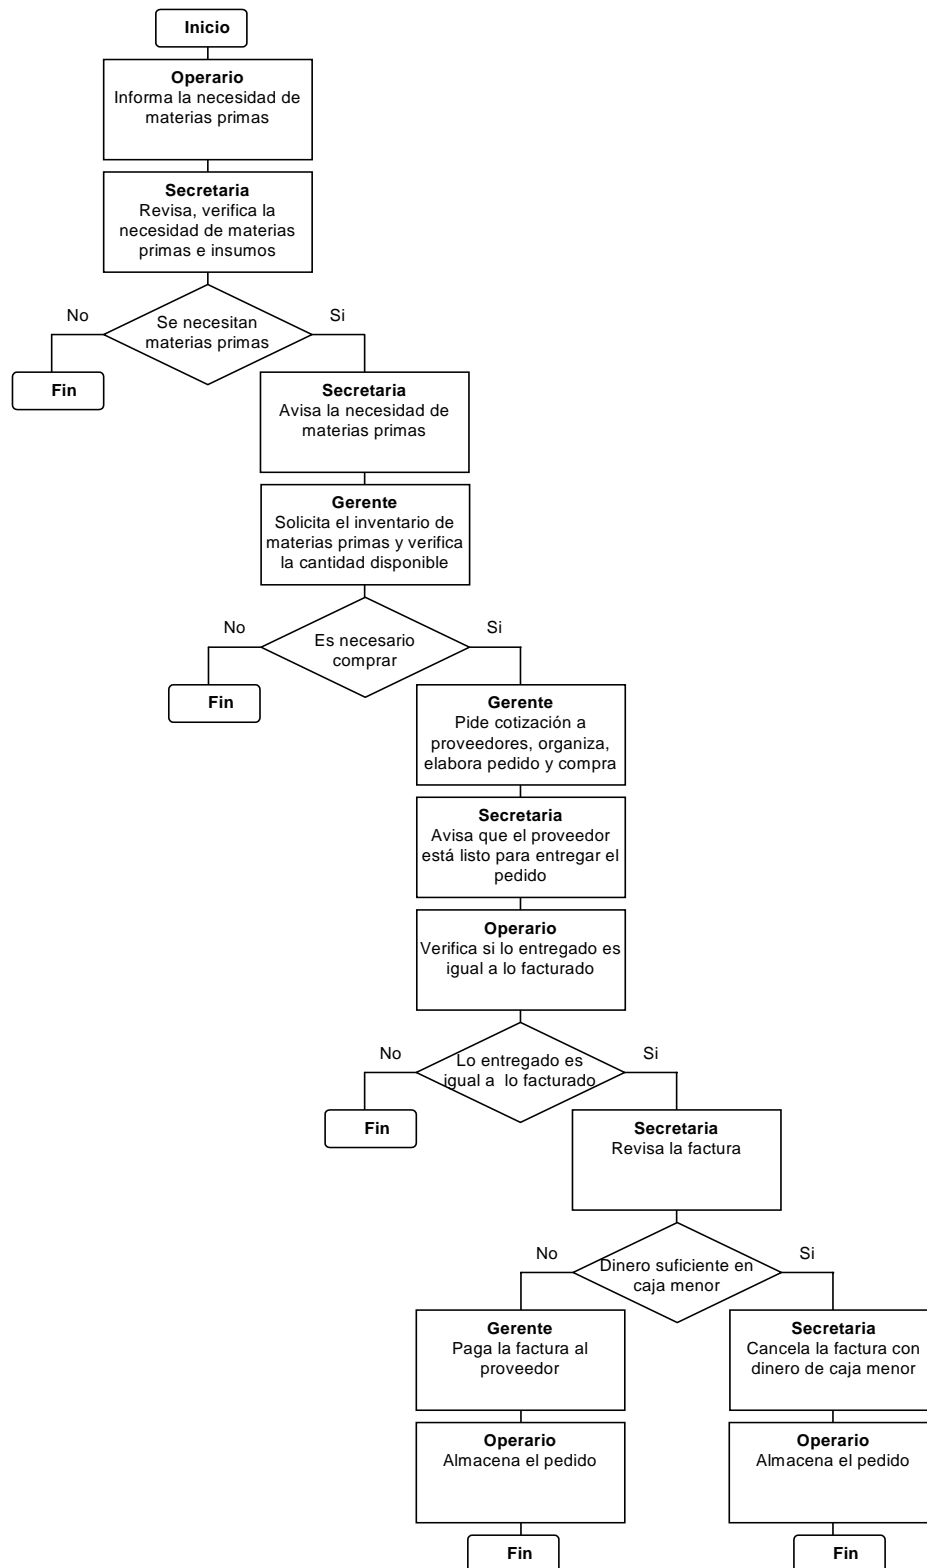 Inicio
Operario
Informa la necesidad de
materias primas
Secretaria
Revisa, verifica la
necesidad de materias
primas e insumos
No
Si
Se necesitan
materias primas
Fin
Secretaria
Avisa la necesidad de
materias primas
Gerente
Solicita el inventario de
materias primas y verifica
la cantidad disponible
No
Si
Es necesario
comprar
Fin
Gerente
Pide cotización a
proveedores, organiza,
elabora pedido y compra
Secretaria
Avisa que el proveedor
está listo para entregar el
pedido
Operario
Verifica si lo entregado es
igual a lo facturado
No
Si
Lo entregado es
igual a lo facturado
Fin
Secretaria
Revisa la factura
No
Si
Dinero suficiente en
caja menor
Gerente
Paga la factura al
proveedor
Secretaria
Cancela la factura con
dinero de caja menor
Operario
Almacena el pedido
Operario
Almacena el pedido
Fin
Fin